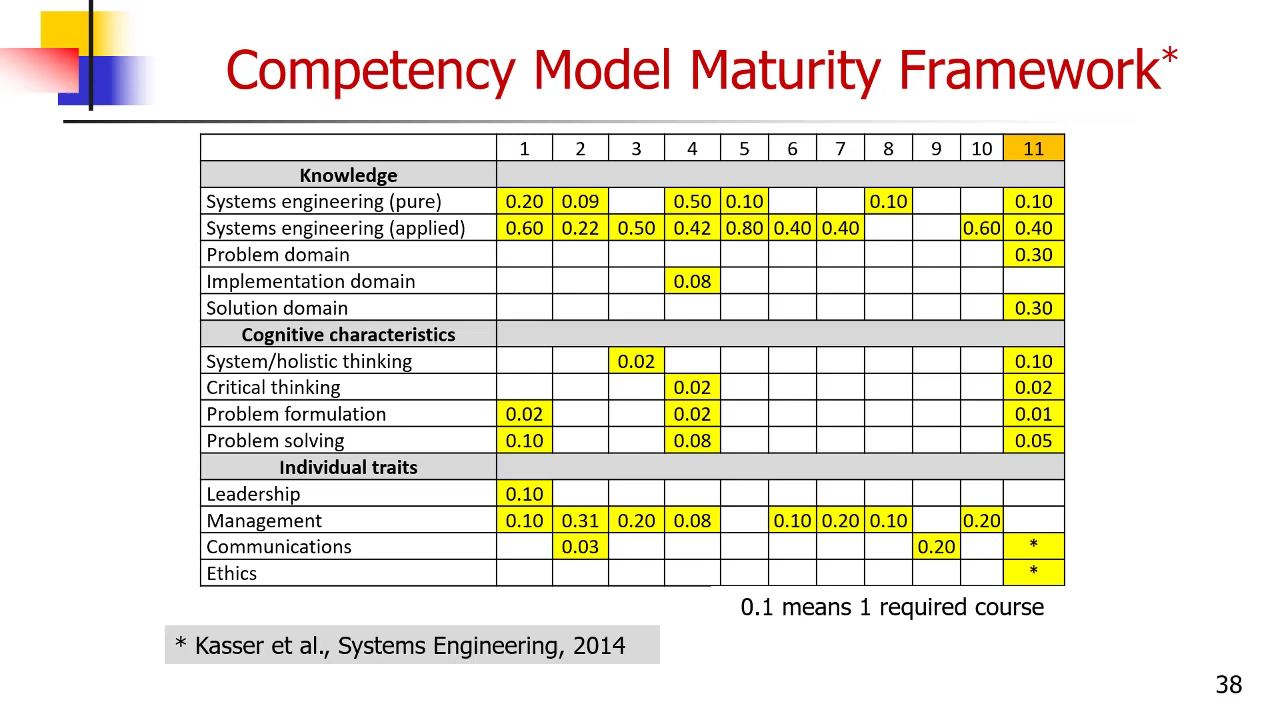 Competency Model Maturity Framework*
1 2 3 4 5 6 7 8 9 10 11
Knowledge
Systems engineering (pure) 0.20 0.09 0.50 0.10 0.10 0.10
Systems engineering (applied) 0.60 0.22 0.50 0.42 0.80 0.40 0.40 0.60 0.40
Problem domain 0.30
Implementation domain 0.08
Solution domain 0.30
Cognitive characteristics
System/holistic thinking 0.02 0.10
Critical thinking 0.02 0.02
Problem formulation 0.02 0.02 0.01
Problem solving 0.10 0.08 0.05
Individual traits
Leadership 0.10
Management 0.10 0.31 0.20 0.08 0.10 0.20 0.10 0.20
Communications 0.03 0.20 *
Ethics *
0.1 means 1 required course
* Kasser et al., Systems Engineering, 2014
38